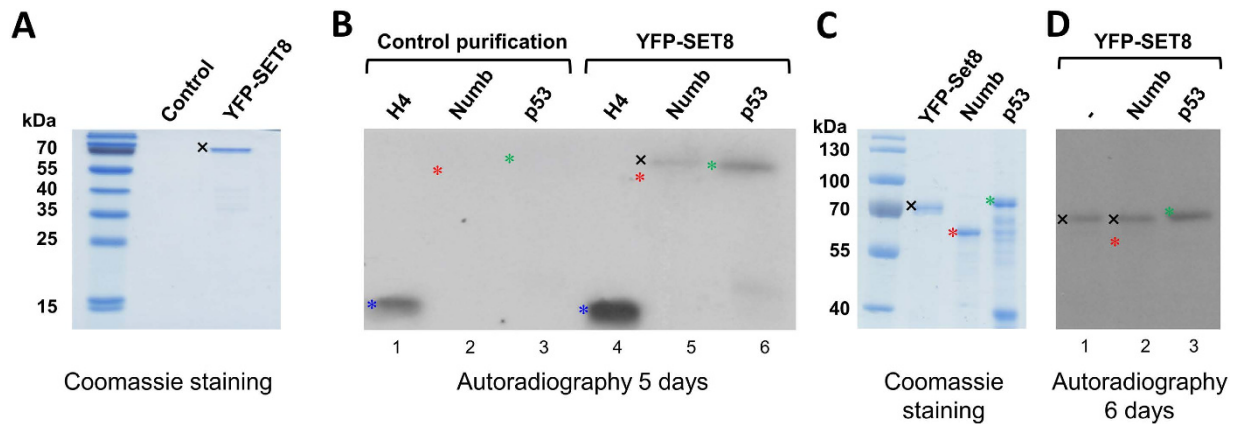 A
Control
YFP-SET8
kDa
70
55
40
35
25
15
×
Coomassie staining
B
Control purification
YFP-SET8
H4
Numb
p53
H4
Numb
p53
*
*
×
*
*
*
*
1
2
3
4
5
6
Autoradiography 5 days
C
YFP-Set8
Numb
p53
kDa
130
100
70
55
40
×
*
*
Coomassie
staining
D
YFP-SET8
-
Numb
p53
×
×
*
*
1
2
3
Autoradiography
6 days